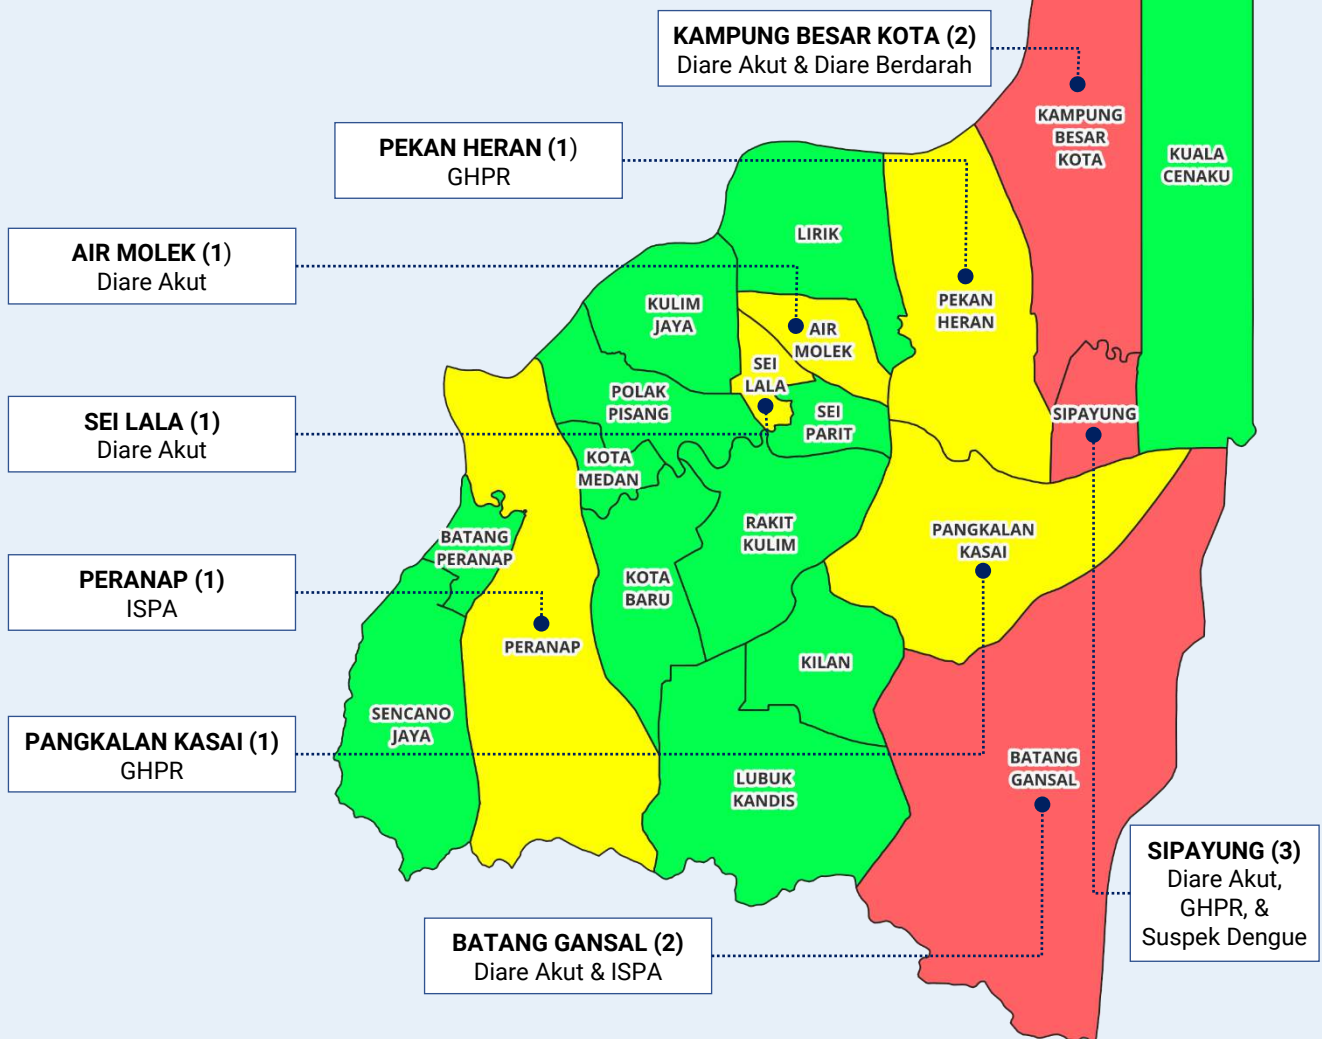 KAMPUNG BESAR KOTA (2)
Diare Akut & Diare Berdarah
KAMPUNG
BESAR
KOTA
KUALA
CENAKU
PEKAN HERAN (1)
GHPR
LIRIK
AIR MOLEK (1)
Diare Akut
KULIM
JAYA
PEKAN
HERAN
AIR
MOLEK
SEI
LALA
POLAK
PISANG
SEI
PARIT
SIPAYUNG
SEI LALA (1)
Diare Akut
KOTA
MEDAN
RAKIT
KULIM
PANGKALAN
KASAI
BATANG
PERANAP
PERANAP (1)
ISPA
KOTA
BARU
PERANAP
KILAN
SENCANO
JAYA
PANGKALAN KASAI (1)
GHPR
BATANG
GANSAL
LUBUK
KANDIS
SIPAYUNG (3)
Diare Akut,
GHPR, &
Suspek Dengue
BATANG GANSAL (2)
Diare Akut & ISPA